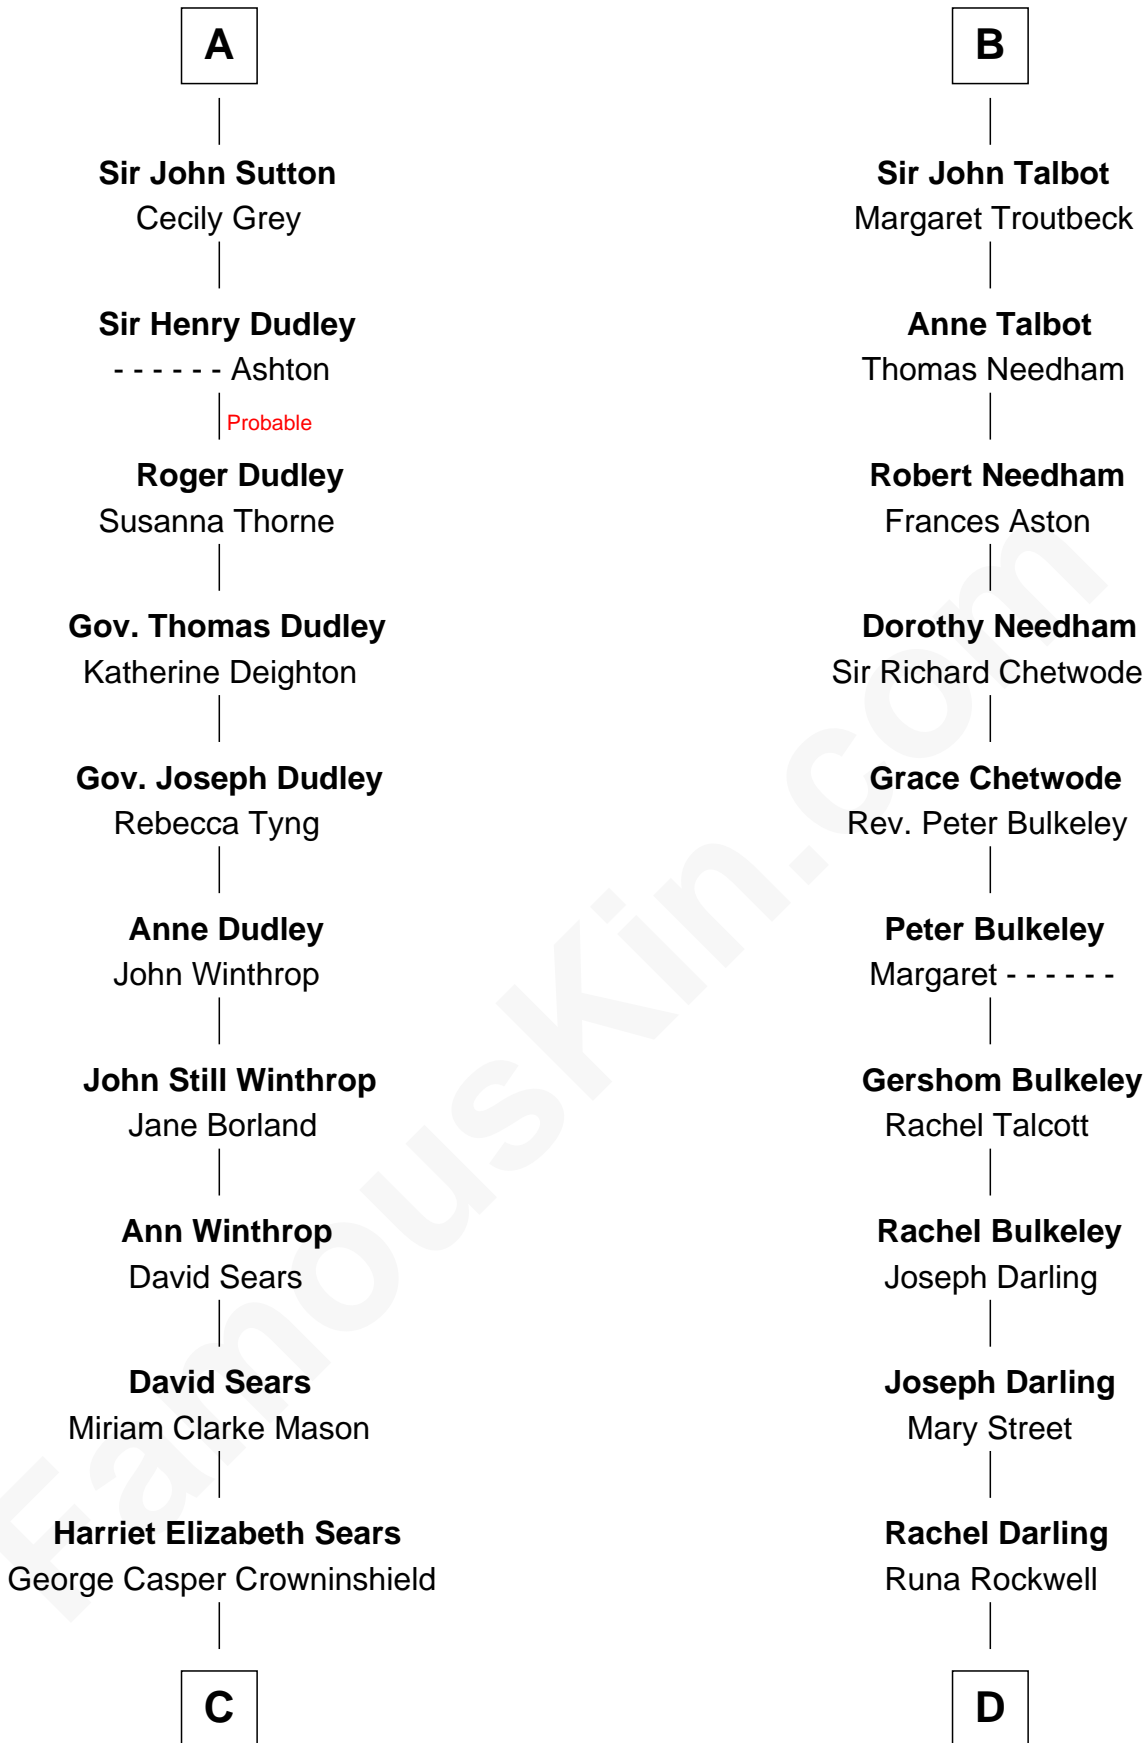 A
Sir John Sutton
Cecily Grey
Sir Henry Dudley
- - - - - - Ashton
Probable
Roger Dudley
Susanna Thorne
Gov. Thomas Dudley
Katherine Deighton
Gov. Joseph Dudley
Rebecca Tyng
Anne Dudley
John Winthrop
John Still Winthrop
Jane Borland
Ann Winthrop
David Sears
David Sears
Miriam Clarke Mason
Harriet Elizabeth Sears
George Casper Crowninshield
C
B
Sir John Talbot
Margaret Troutbeck
Anne Talbot
Thomas Needham
Robert Needham
Frances Aston
Dorothy Needham
Sir Richard Chetwode
Grace Chetwode
Rev. Peter Bulkeley
Peter Bulkeley
Margaret - - - - - -
Gershom Bulkeley
Rachel Talcott
Rachel Bulkeley
Joseph Darling
Joseph Darling
Mary Street
Rachel Darling
Runa Rockwell
D
FamousKin.com